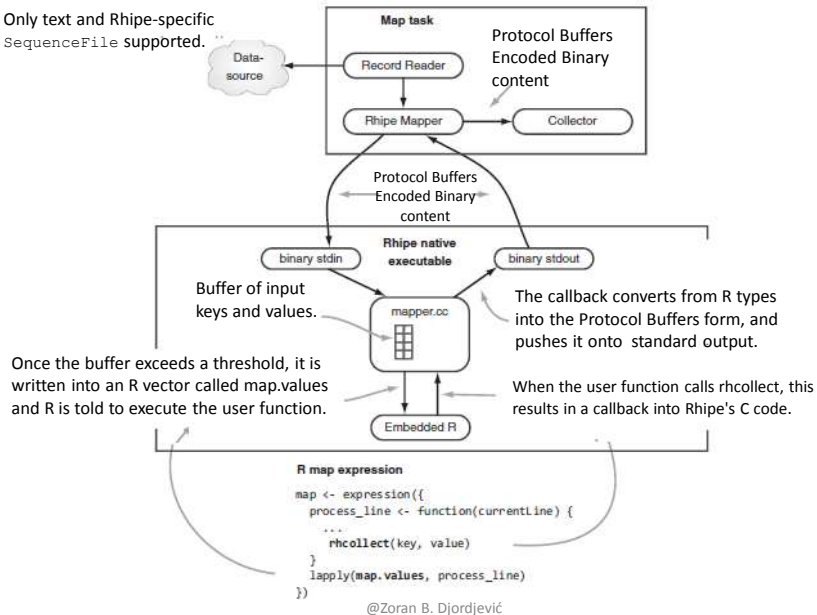 Only text and Rhipe-specific
SequenceFile supported.
Map task
Data-
source
Record Reader
Protocol Buffers
Encoded Binary
content
Rhipe Mapper
Collector
Protocol Buffers
Encoded Binary
content
Rhipe native
executable
binary stdin
binary stdout
Buffer of input
keys and values.
mapper.cc
The callback converts from R types
into the Protocol Buffers form, and
pushes it onto standard output.
Once the buffer exceeds a threshold, it is
written into an R vector called map.values
and R is told to execute the user function.
When the user function calls rhcollect, this
results in a callback into Rhipe's C code.
Embedded R
R map expression
map <- expression({
process_line <- function(currentLine) {
...
rhcollect(key, value)
}
lapply(map.values, process_line)
})
@Zoran B. Djordjević